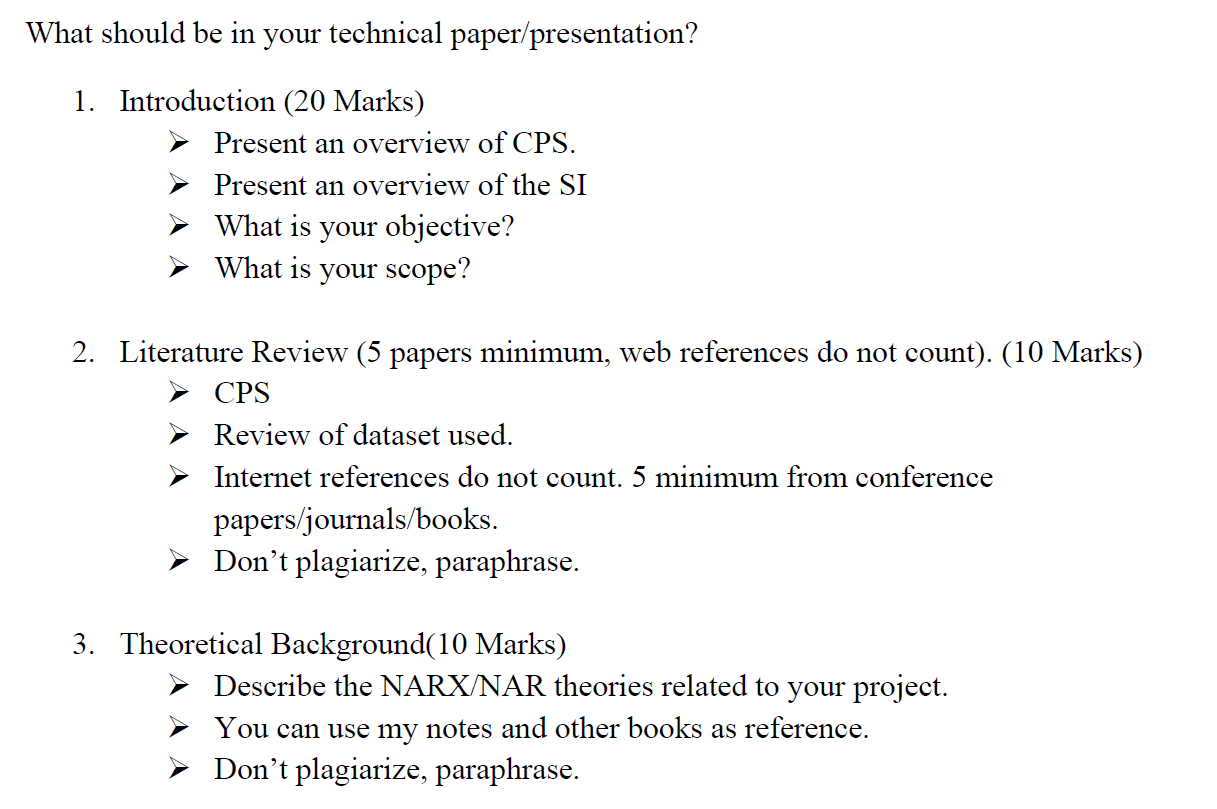 What should be in your technical paper/presentation?
1. Introduction (20 Marks)
➢ Present an overview of CPS.
➢ Present an overview of the SI
➢ What is your objective?
➢ What is your scope?
2. Literature Review (5 papers minimum, web references do not count). (10 Marks)
➢ CPS
➢ Review of dataset used.
➢ Internet references do not count. 5 minimum from conference
papers/journals/books.
➢ Don’t plagiarize, paraphrase.
3. Theoretical Background(10 Marks)
➢ Describe the NARX/NAR theories related to your project.
➢ You can use my notes and other books as reference.
➢ Don’t plagiarize, paraphrase.